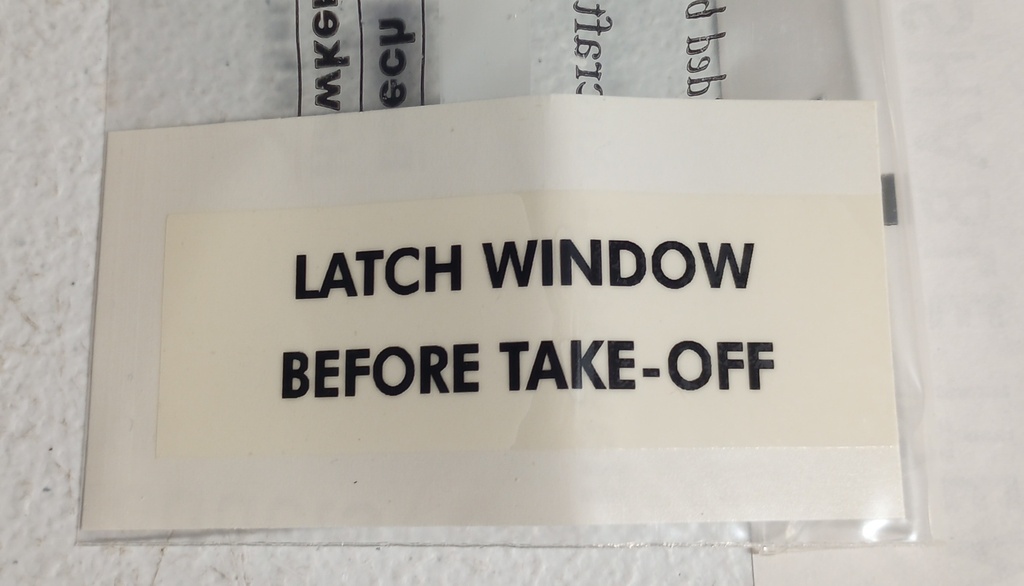 LATCH WINDOW
BEFORE TAKE-OFF